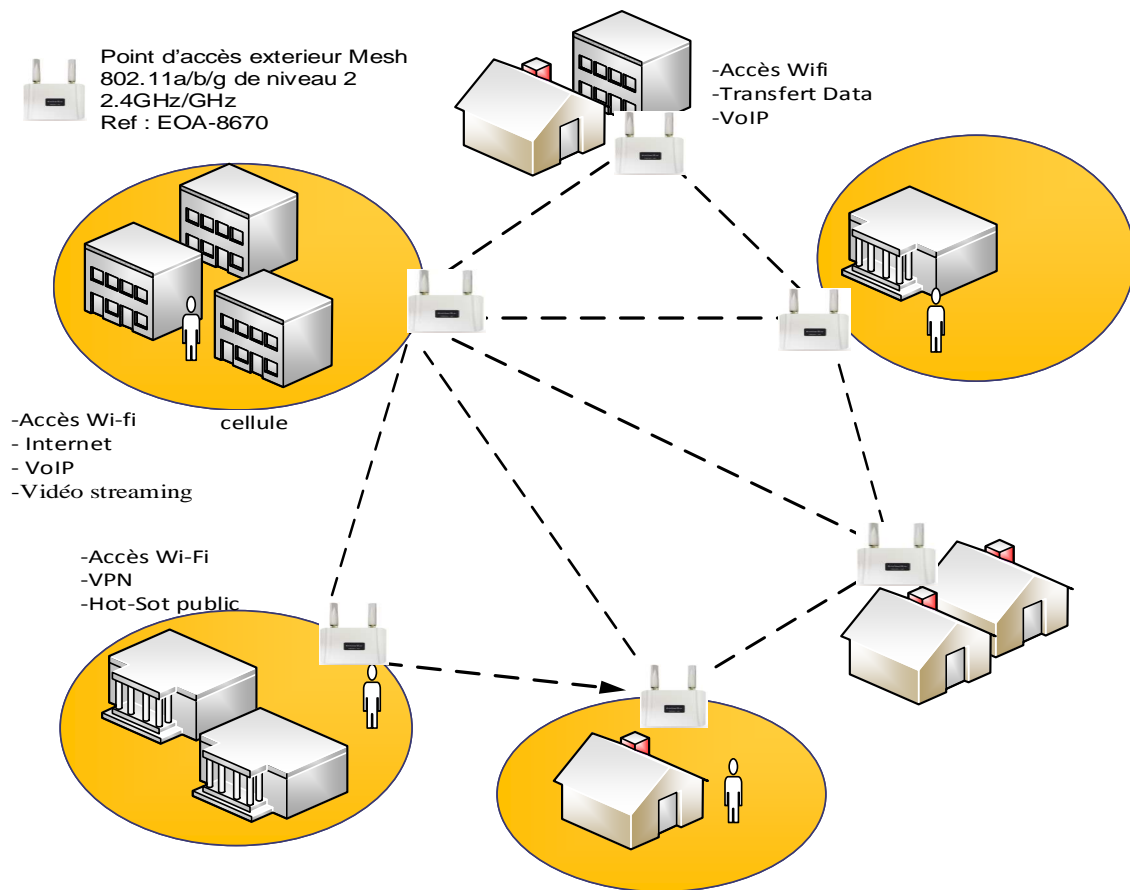 Point d'accès exterieur Mesh
802.11a/b/g de niveau 2
2.4GHz/GHz
Ref : EOA-8670
-Accès Wifi
-Transfert Data
-VoIP
cellule
-Accès Wi-fi
- Internet
- VoIP
-Vidéo streaming
-Accès Wi-Fi
-VPN
-Hot-Sot public